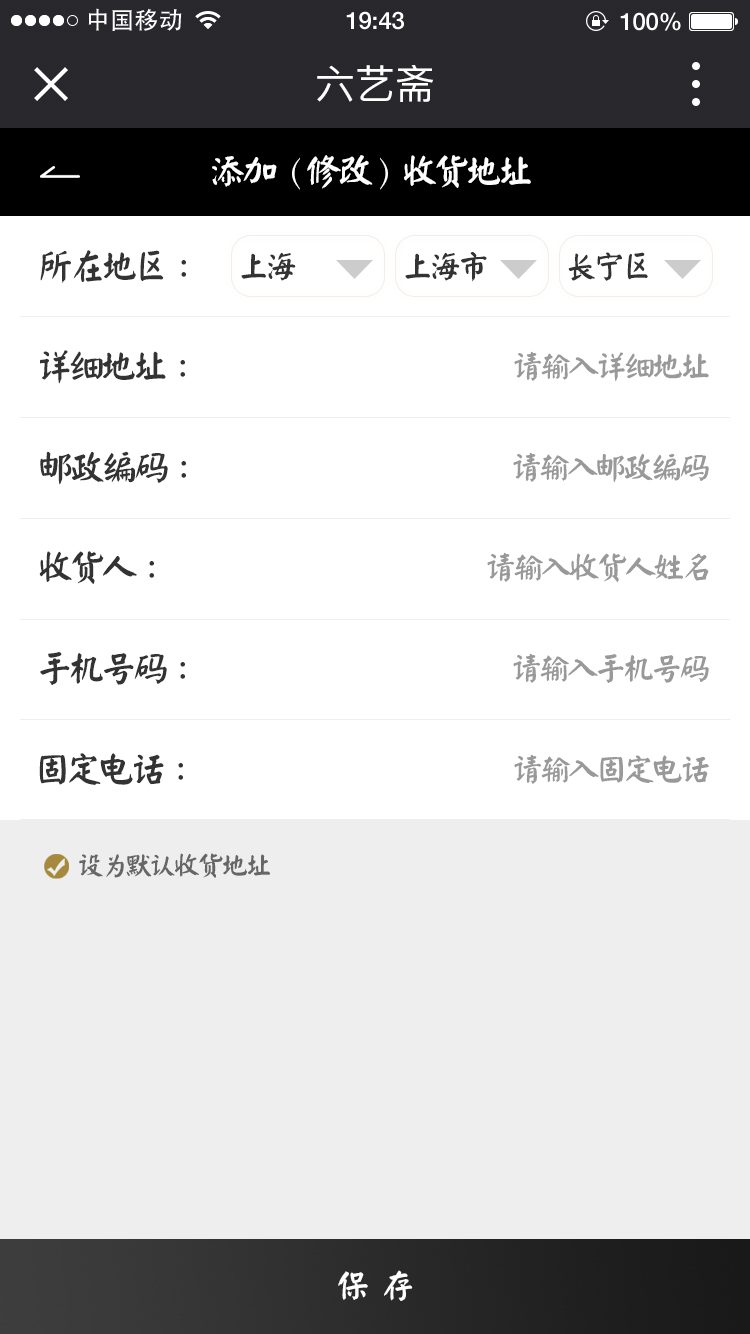 中国移动 19:43 100%
六艺斋
添加（修改）收货地址
所在地区： 上海 上海市 长宁区
详细地址： 请输入详细地址
邮政编码： 请输入邮政编码
收货人： 请输入收货人姓名
手机号码： 请输入手机号码
固定电话： 请输入固定电话
设为默认收货地址
保存